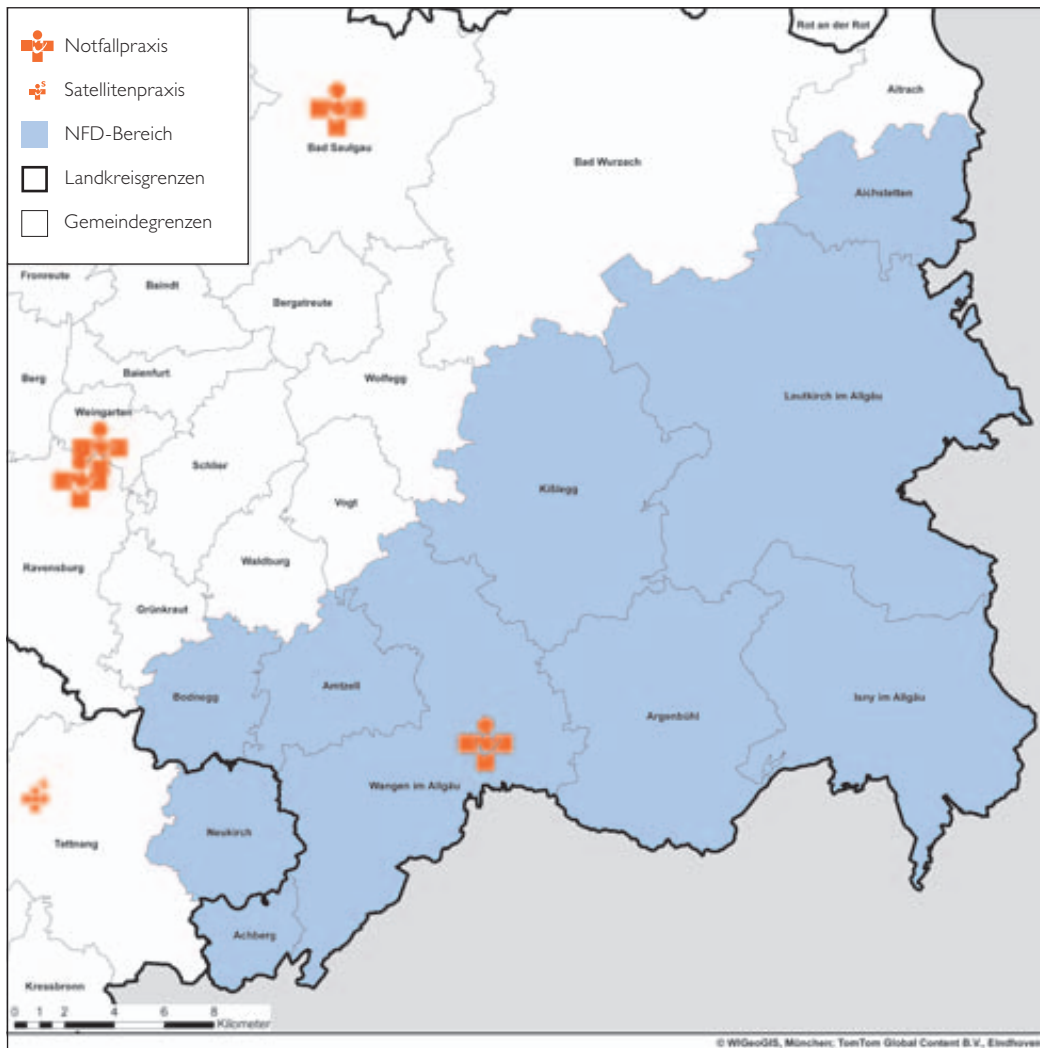 Notfallpraxis
Satellitenpraxis
NFD-Bereich
Landkreisgrenzen
Gemeindegrenzen
Rot an der Rot
Aitrach
Bad Saulgau
Bad Wurzach
Aichstetten
Fronreute
Baindt
Bergatreute
Berg
Baienfurt
Wolfegg
Leutkirch im Allgäu
Weingarten
Schlier
Kißlegg
Vogt
Waldburg
Ravensburg
Grünkraut
Bodnegg
Amtzell
Argenbühl
Isny im Allgäu
Wangen im Allgäu
Neukirch
Tettnang
Achberg
Kressbronn
0 1 2 4 6 8
Kilometer
© WIGeoGIS, München; TomTom Global Content B.V., Eindhoven